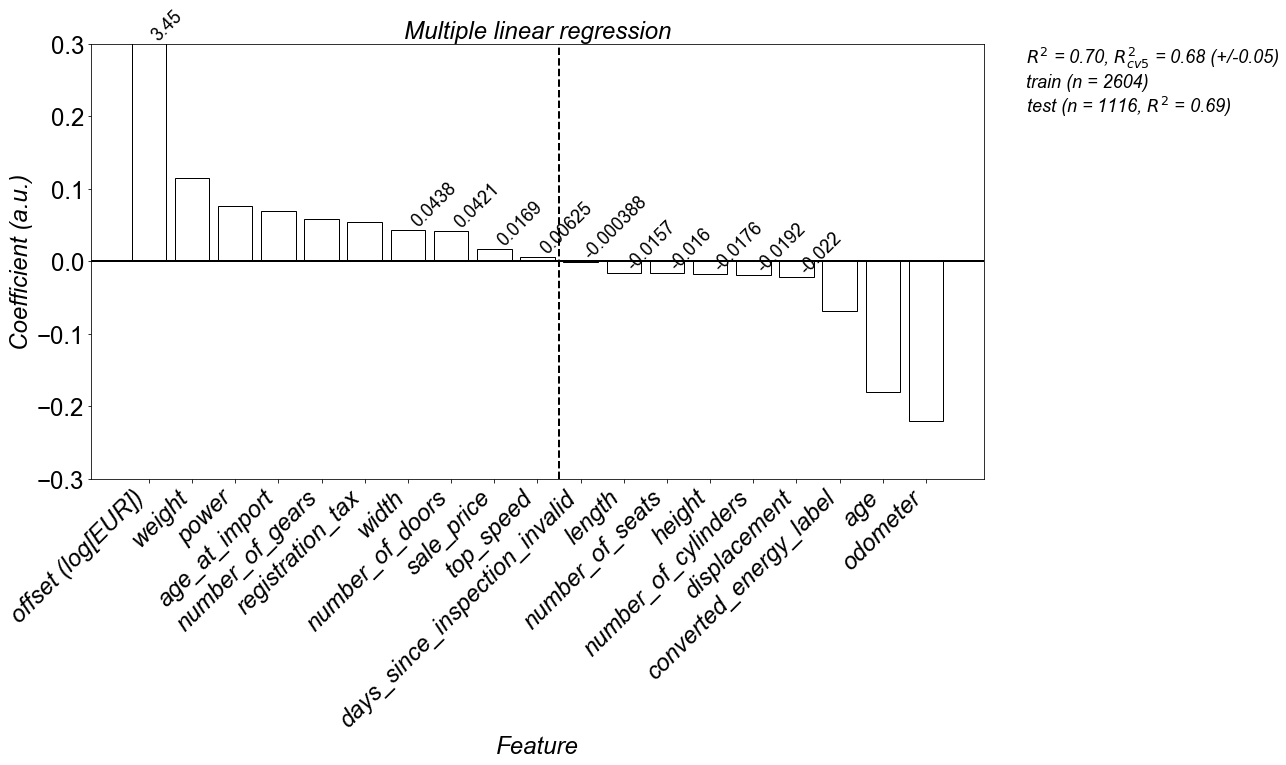 Multiple linear regression
R² = 0.70, R²cv5 = 0.68 (+/-0.05)
train (n = 2604)
test (n = 1116, R² = 0.69)
Coefficient (a.u.)
0.3
0.2
0.1
0.0
−0.1
−0.2
−0.3
3.45
0.0438
0.0421
0.0169
0.00625
-0.000388
-0.0157
-0.016
-0.0176
-0.0192
-0.022
offset (log[EUR])
weight
power
age_at_import
number_of_gears
registration_tax
width
number_of_doors
sale_price
top_speed
days_since_inspection_invalid
length
number_of_seats
height
number_of_cylinders
displacement
converted_energy_label
age
odometer
Feature